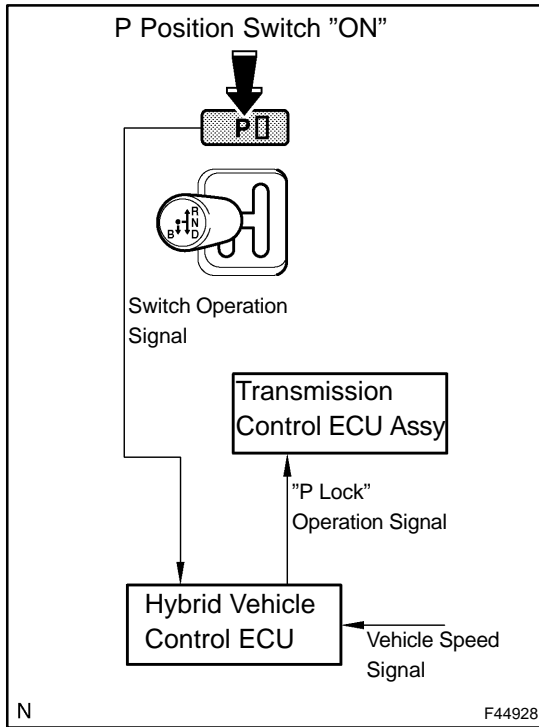 P Position Switch ”ON”
P
R
N
B D
Switch Operation
Signal
Transmission
Control ECU Assy
”P Lock”
Operation Signal
Hybrid Vehicle
Control ECU
Vehicle Speed
Signal
N
F44928